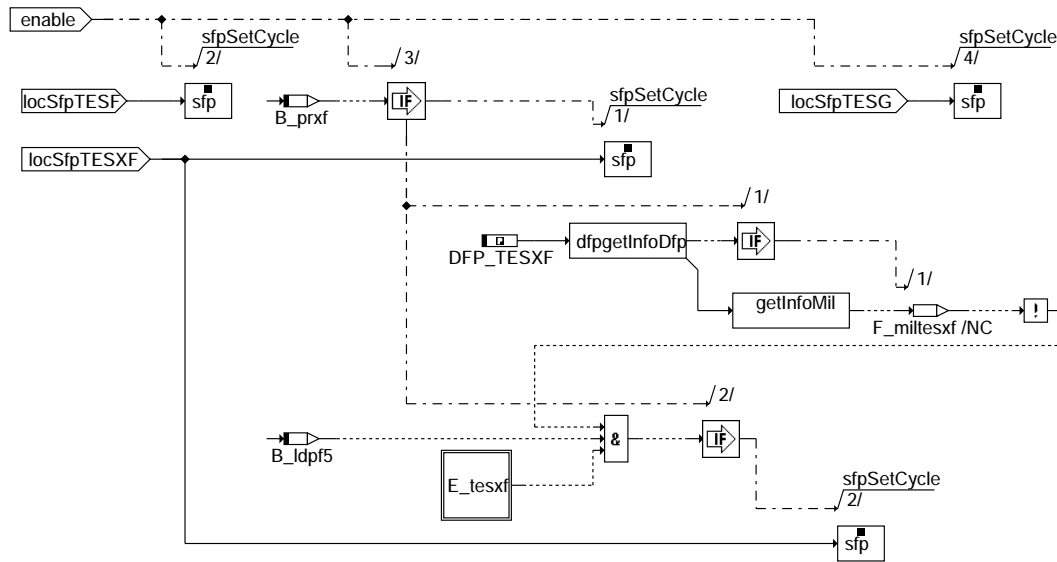 enable
sfpSetCycle
2/
3/
sfpSetCycle
4/
locSfpTESF
sfp
B_prxf
IF
sfpSetCycle
1/
locSfpTESG
sfp
locSfpTESXF
sfp
1/
DFP_TESXF
dfpgetInfoDfp
IF
1/
getInfoMil
F_miltesxf /NC
!
2/
B_ldpf5
&
IF
E_tesxf
sfpSetCycle
2/
sfp